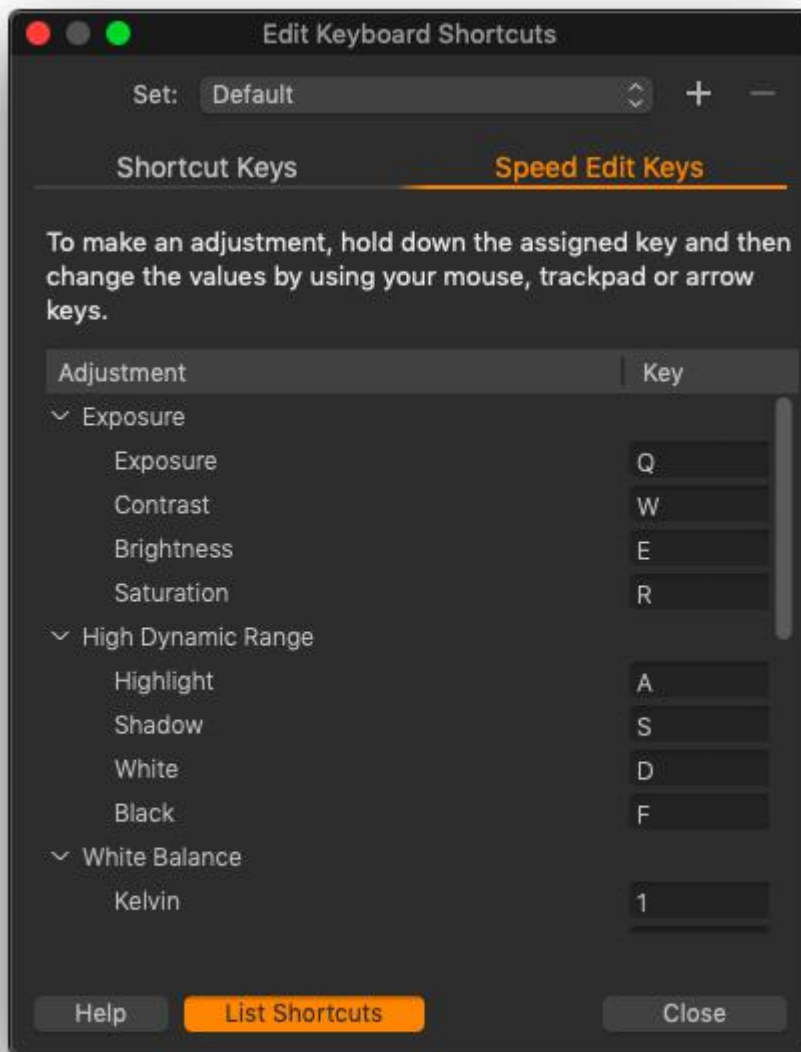 Edit Keyboard Shortcuts
Set: Default
Shortcut Keys Speed Edit Keys
To make an adjustment, hold down the assigned key and then
change the values by using your mouse, trackpad or arrow
keys.
Adjustment Key
Exposure
Exposure Q
Contrast W
Brightness E
Saturation R
High Dynamic Range
Highlight A
Shadow S
White D
Black F
White Balance
Kelvin 1
Help List Shortcuts Close